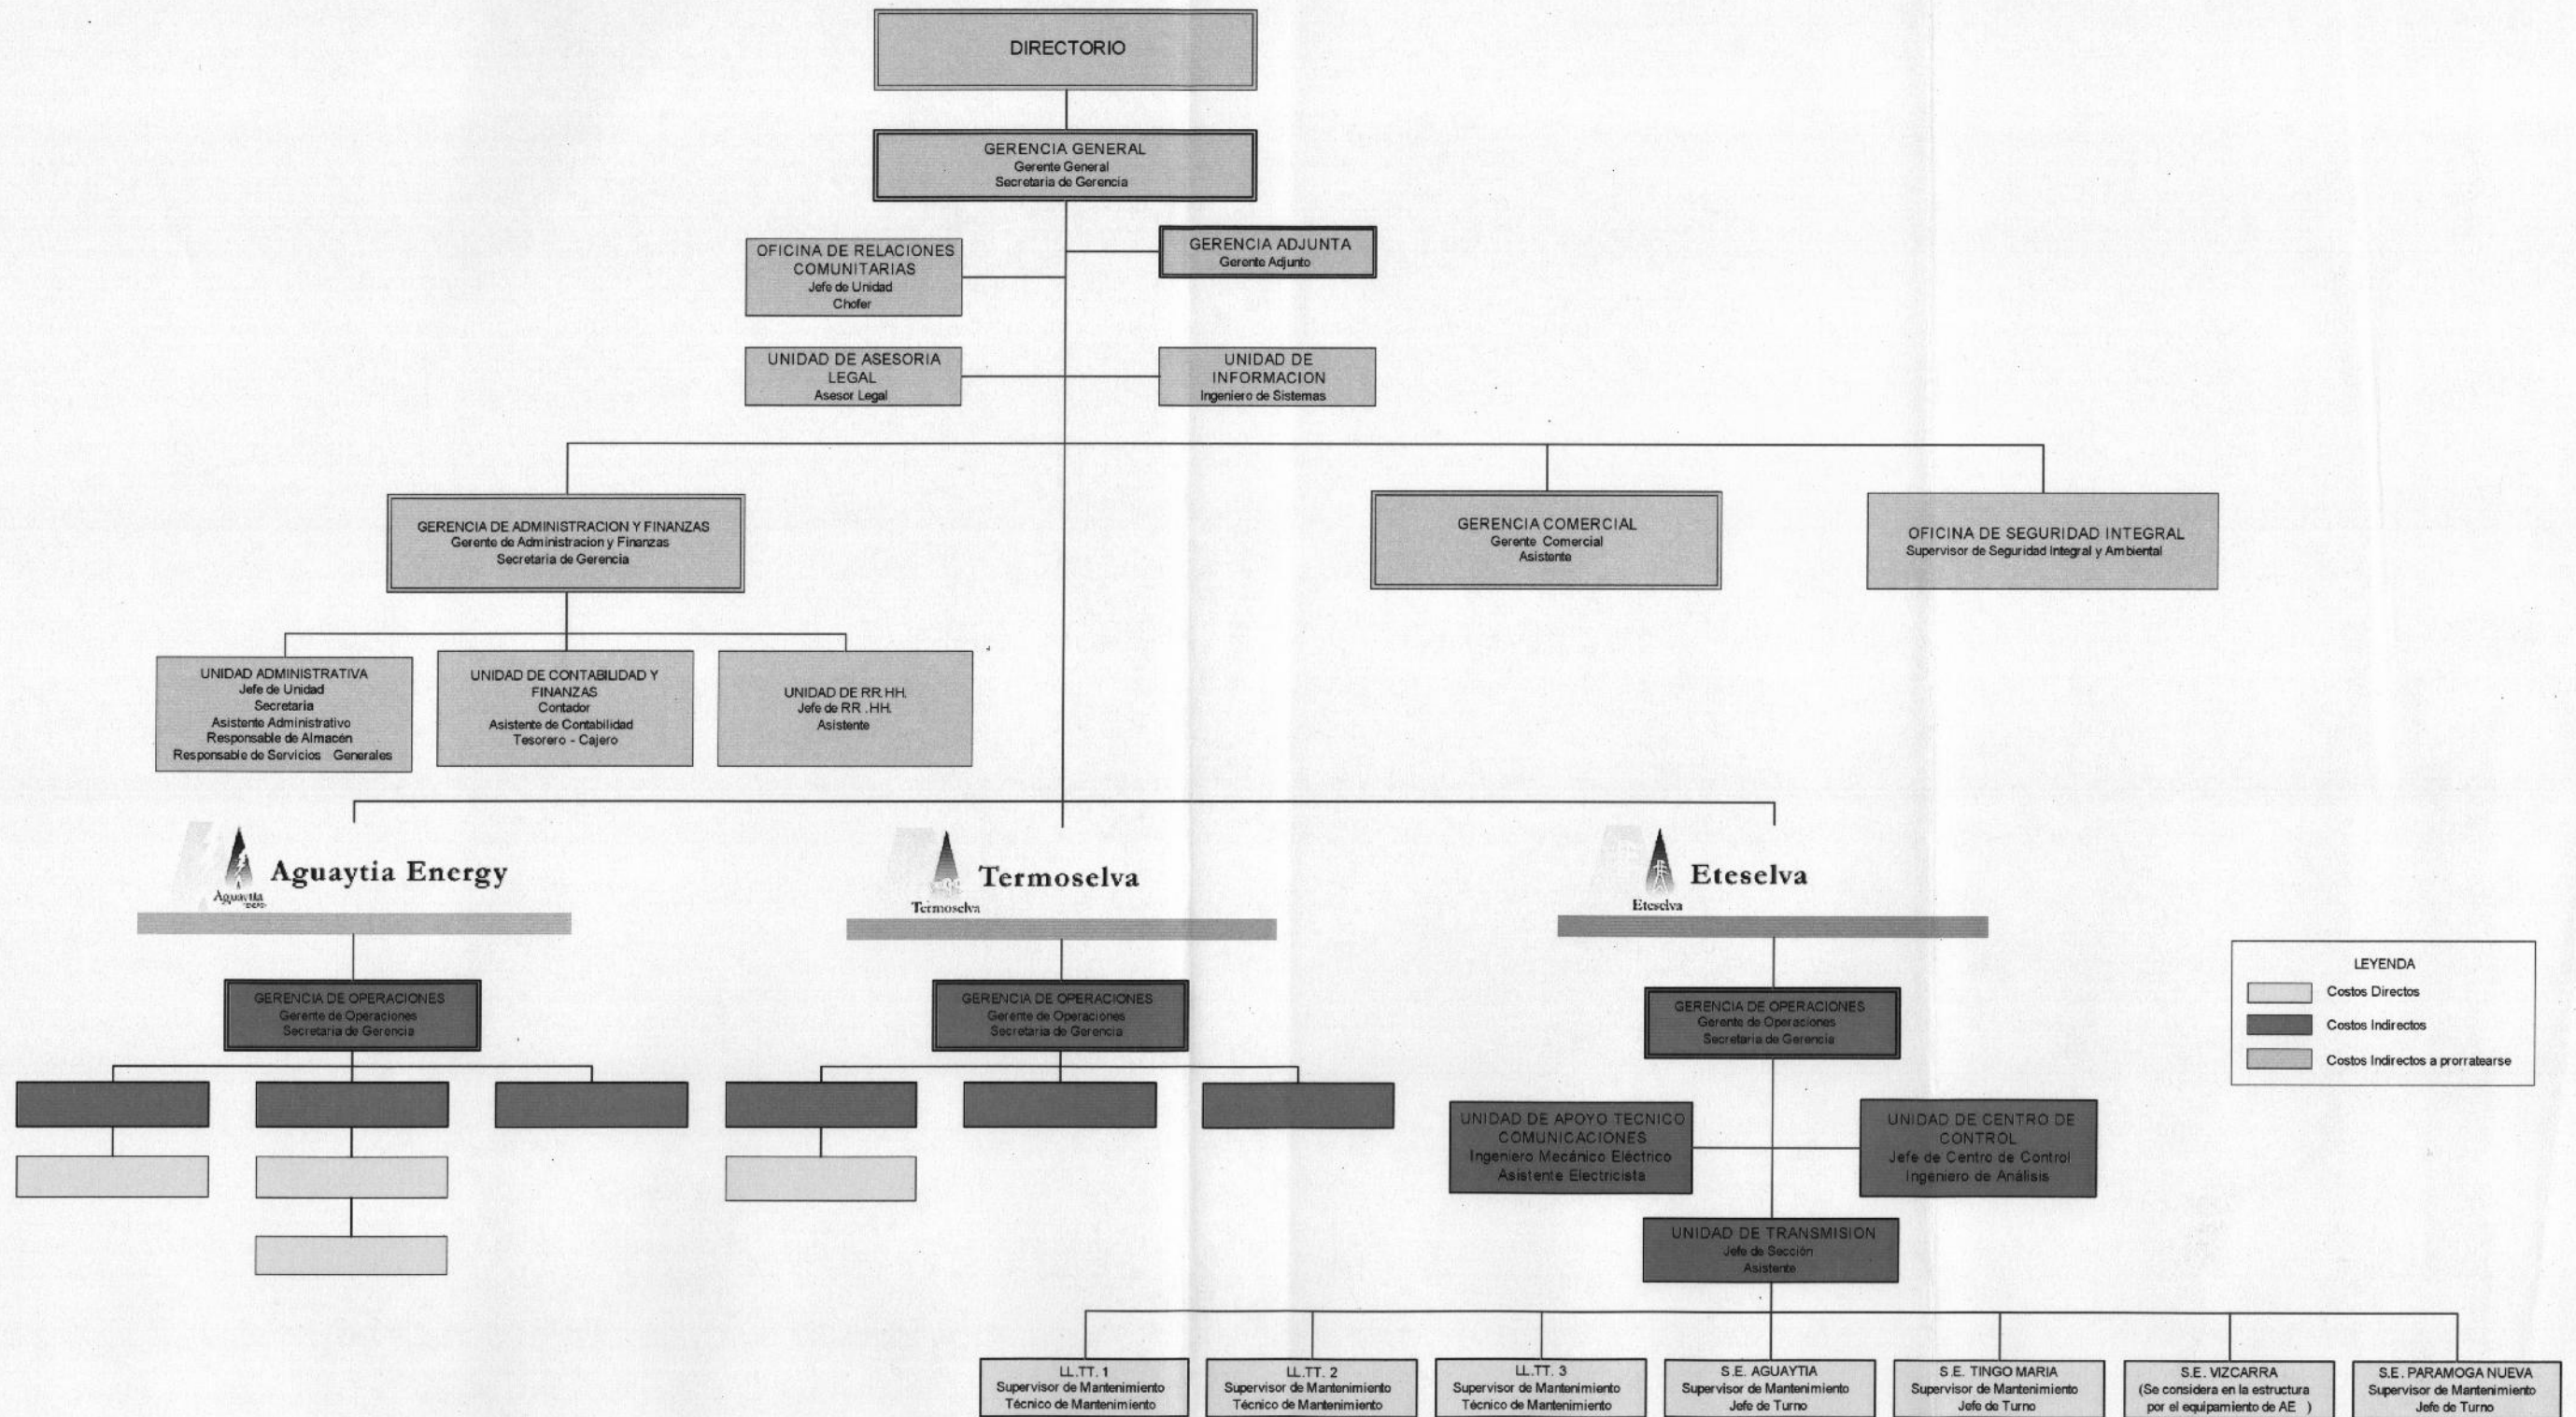 DIRECTORIO
GERENCIA GENERAL
Gerente General
Secretaria de Gerencia
OFICINA DE RELACIONES
COMUNITARIAS
Jefe de Unidad
Chofer
GERENCIA ADJUNTA
Gerente Adjunto
UNIDAD DE ASESORIA
LEGAL
Asesor Legal
UNIDAD DE
INFORMACION
Ingeniero de Sistemas
GERENCIA DE ADMINISTRACION Y FINANZAS
Gerente de Administracion y Finanzas
Secretaria de Gerencia
GERENCIA COMERCIAL
Gerente Comercial
Asistente
OFICINA DE SEGURIDAD INTEGRAL
Supervisor de Seguridad Integral y Ambiental
UNIDAD ADMINISTRATIVA
Jefe de Unidad
Secretaria
Asistente Administrativo
Responsable de Almacén
Responsable de Servicios Generales
UNIDAD DE CONTABILIDAD Y
FINANZAS
Contador
Asistente de Contabilidad
Tesorero - Cajero
UNIDAD DE RR.HH.
Jefe de RR.HH.
Asistente
Aguaytia Energy
Aguaytia
ENERGY
Termoselva
Termoselva
Eteselva
Eteselva
GERENCIA DE OPERACIONES
Gerente de Operaciones
Secretaria de Gerencia
GERENCIA DE OPERACIONES
Gerente de Operaciones
Secretaria de Gerencia
GERENCIA DE OPERACIONES
Gerente de Operaciones
Secretaria de Gerencia
LEYENDA
Costos Directos
Costos Indirectos
Costos Indirectos a prorratearse
UNIDAD DE APOYO TECNICO
COMUNICACIONES
Ingeniero Mecánico Eléctrico
Asistente Electricista
UNIDAD DE CENTRO DE
CONTROL
Jefe de Centro de Control
Ingeniero de Análisis
UNIDAD DE TRANSMISION
Jefe de Sección
Asistente
LL.TT. 1
Supervisor de Mantenimiento
Técnico de Mantenimiento
LL.TT. 2
Supervisor de Mantenimiento
Técnico de Mantenimiento
LL.TT. 3
Supervisor de Mantenimiento
Técnico de Mantenimiento
S.E. AGUAYTIA
Supervisor de Mantenimiento
Jefe de Turno
S.E. TINGO MARIA
Supervisor de Mantenimiento
Jefe de Turno
S.E. VIZCARRA
(Se considera en la estructura
por el equipamiento de AE )
S.E. PARAMOGA NUEVA
Supervisor de Mantenimiento
Jefe de Turno